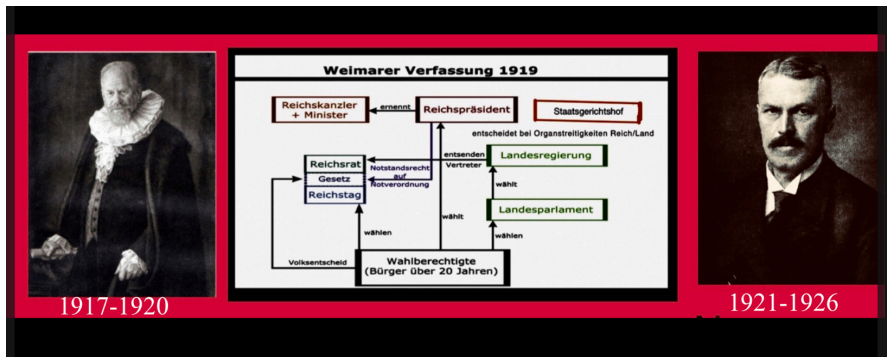 Weimarer Verfassung 1919
Reichskanzler
+ Minister
ernennt
Reichspräsident
Staatsgerichtshof
entscheidet bei Organstreitigkeiten Reich/Land
Reichsrat
Gesetz
Reichstag
Notstandsrecht
auf
Notverordnung
entsenden
Vertreter
Landesregierung
wählt
Landesparlament
wählen
wählt
wählen
Volksentscheid
Wahlberechtigte
(Bürger über 20 Jahren)
1917-1920
1921-1926